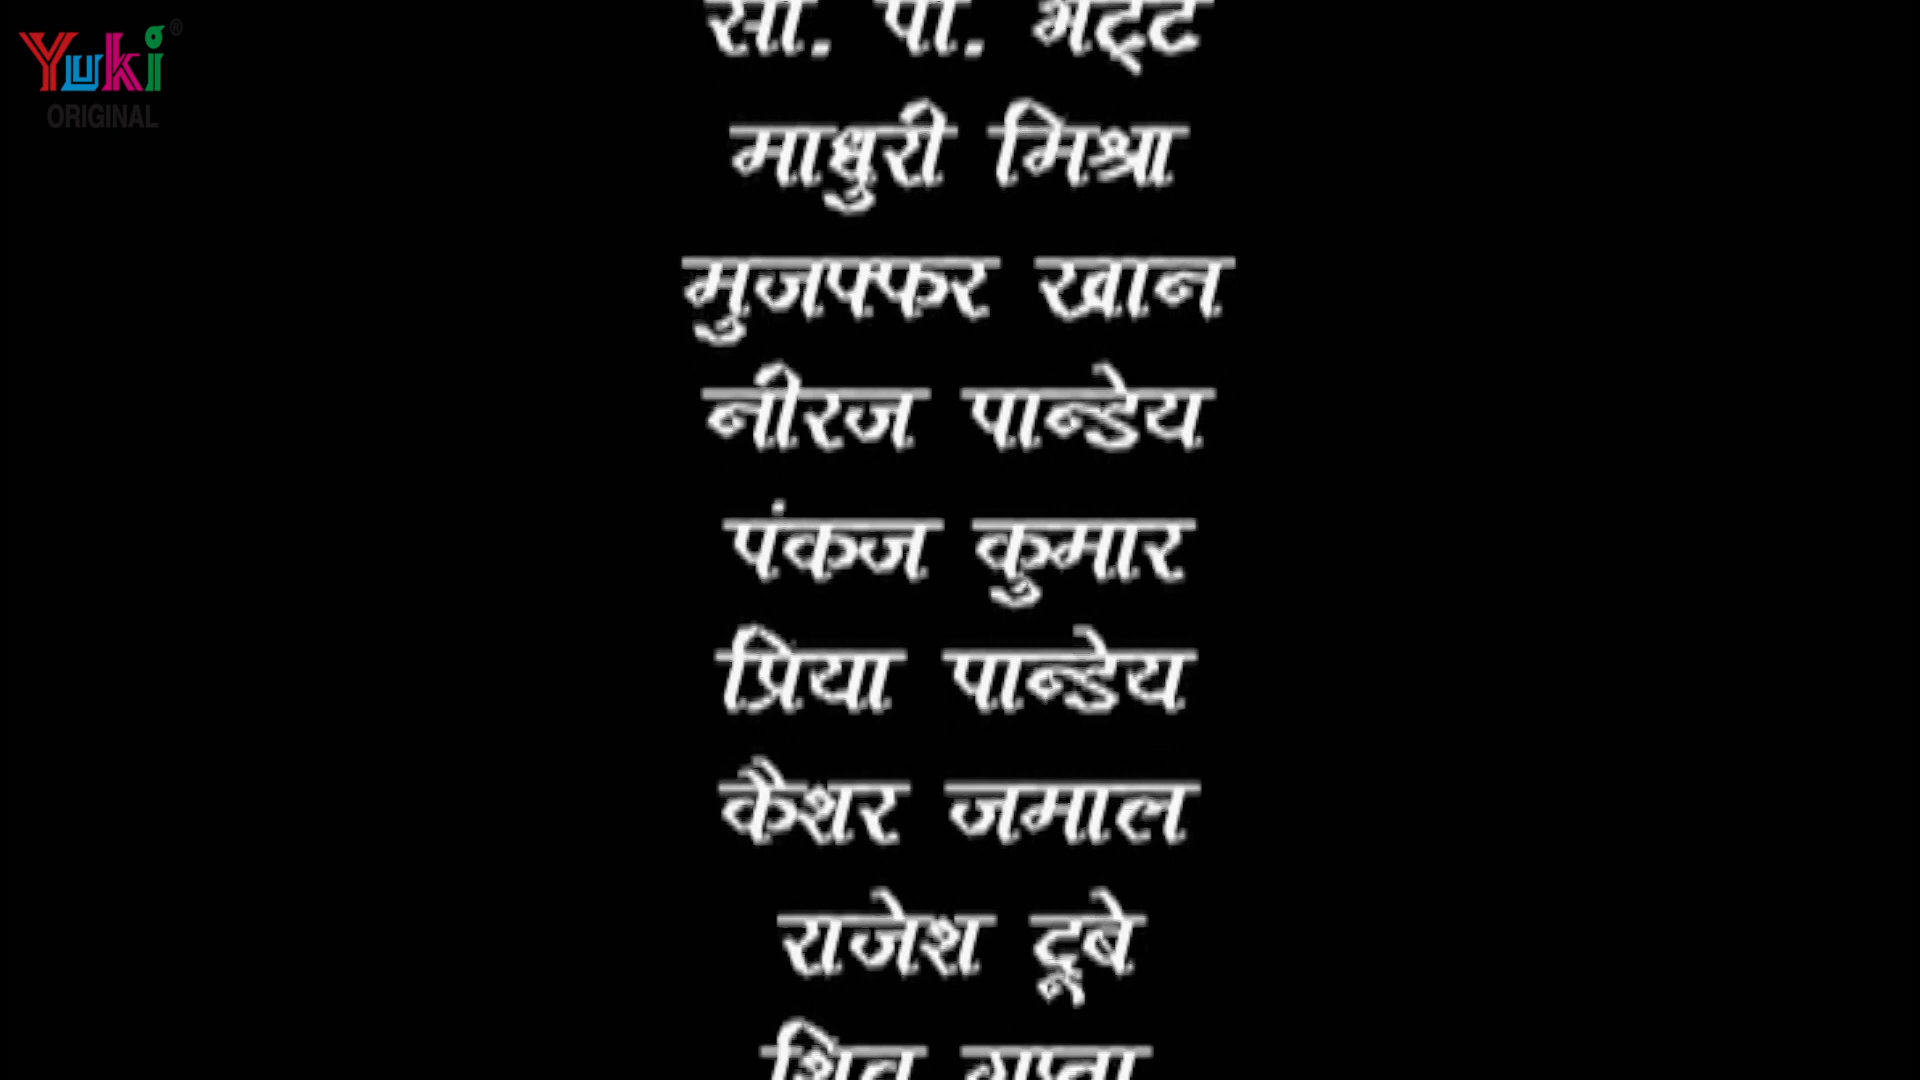 Yuki®
ORIGINAL
सी. पी. भट्ट
माधुरी मिश्रा
मुजफ्फर खान
नीरज पान्डेय
पंकज कुमार
प्रिया पान्डेय
कैशर जमाल
राजेश दूबे
शिव गुप्ता